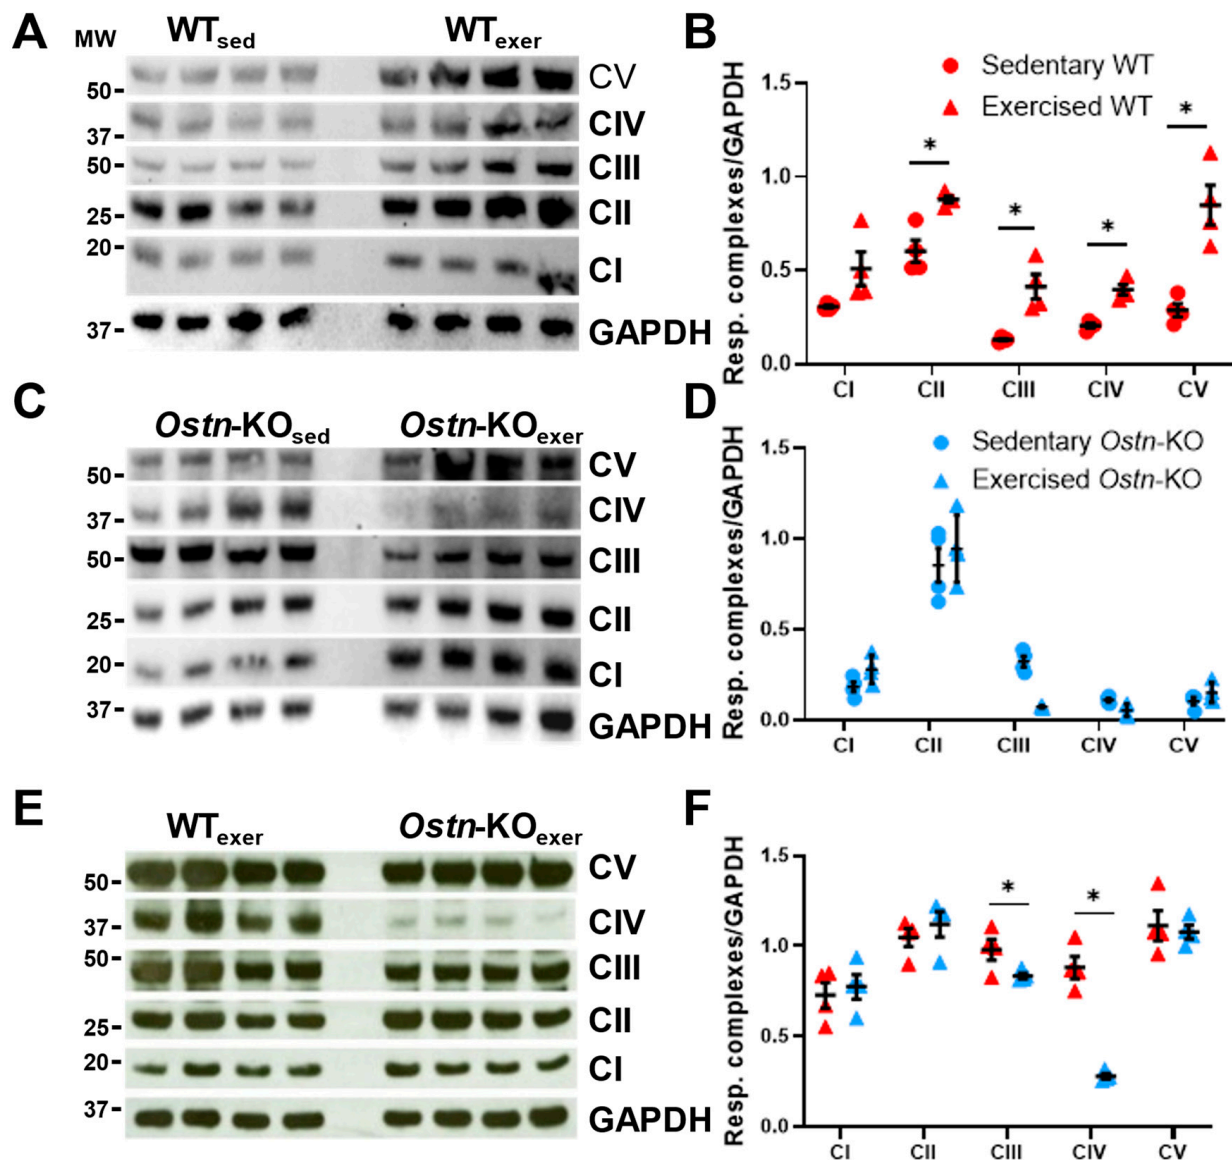 A
MW
WTsed
WTexer
50-
CV
37-
CIV
50-
CIII
25-
CII
20-
CI
37-
GAPDH
B
Resp. complexes/GAPDH
Sedentary WT
Exercised WT
1.5
1.0
0.5
0.0
*
*
*
*
CI CII CIII CIV CV
C
Ostn-KOsed
Ostn-KOexer
50-
CV
37-
CIV
50-
CIII
25-
CII
20-
CI
37-
GAPDH
D
Resp. complexes/GAPDH
Sedentary Ostn-KO
Exercised Ostn-KO
1.5
1.0
0.5
0.0
CI CII CIII CIV CV
E
WTexer
Ostn-KOexer
50-
CV
37-
CIV
50-
CIII
25-
CII
20-
CI
37-
GAPDH
F
Resp. complexes/GAPDH
1.5
1.0
0.5
0.0
*
*
CI CII CIII CIV CV